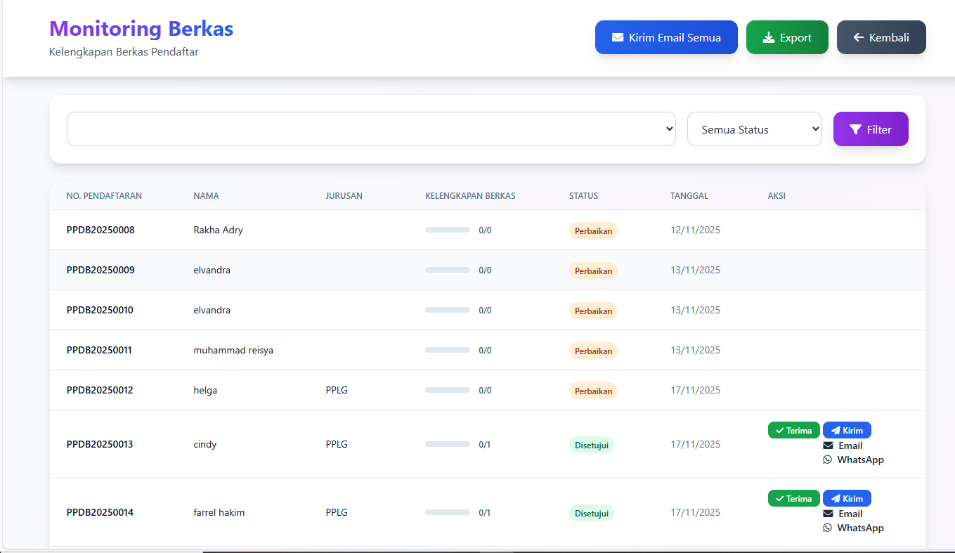 Monitoring Berkas
Kelengkapan Berkas Pendaftar
Kirim Email Semua
Export
Kembali
Semua Status
Filter
NO. PENDAFTARAN NAMA JURUSAN KELENGKAPAN BERKAS STATUS TANGGAL AKSI
PPDB20250008 Rakha Adry 0/0 Perbaikan 12/11/2025
PPDB20250009 elvandra 0/0 Perbaikan 13/11/2025
PPDB20250010 elvandra 0/0 Perbaikan 13/11/2025
PPDB20250011 muhammad reisya 0/0 Perbaikan 13/11/2025
PPDB20250012 helga PPLG 0/0 Perbaikan 17/11/2025
PPDB20250013 cindy PPLG 0/1 Disetujui 17/11/2025 Terima Kirim
Email
WhatsApp
PPDB20250014 farrel hakim PPLG 0/1 Disetujui 17/11/2025 Terima Kirim
Email
WhatsApp